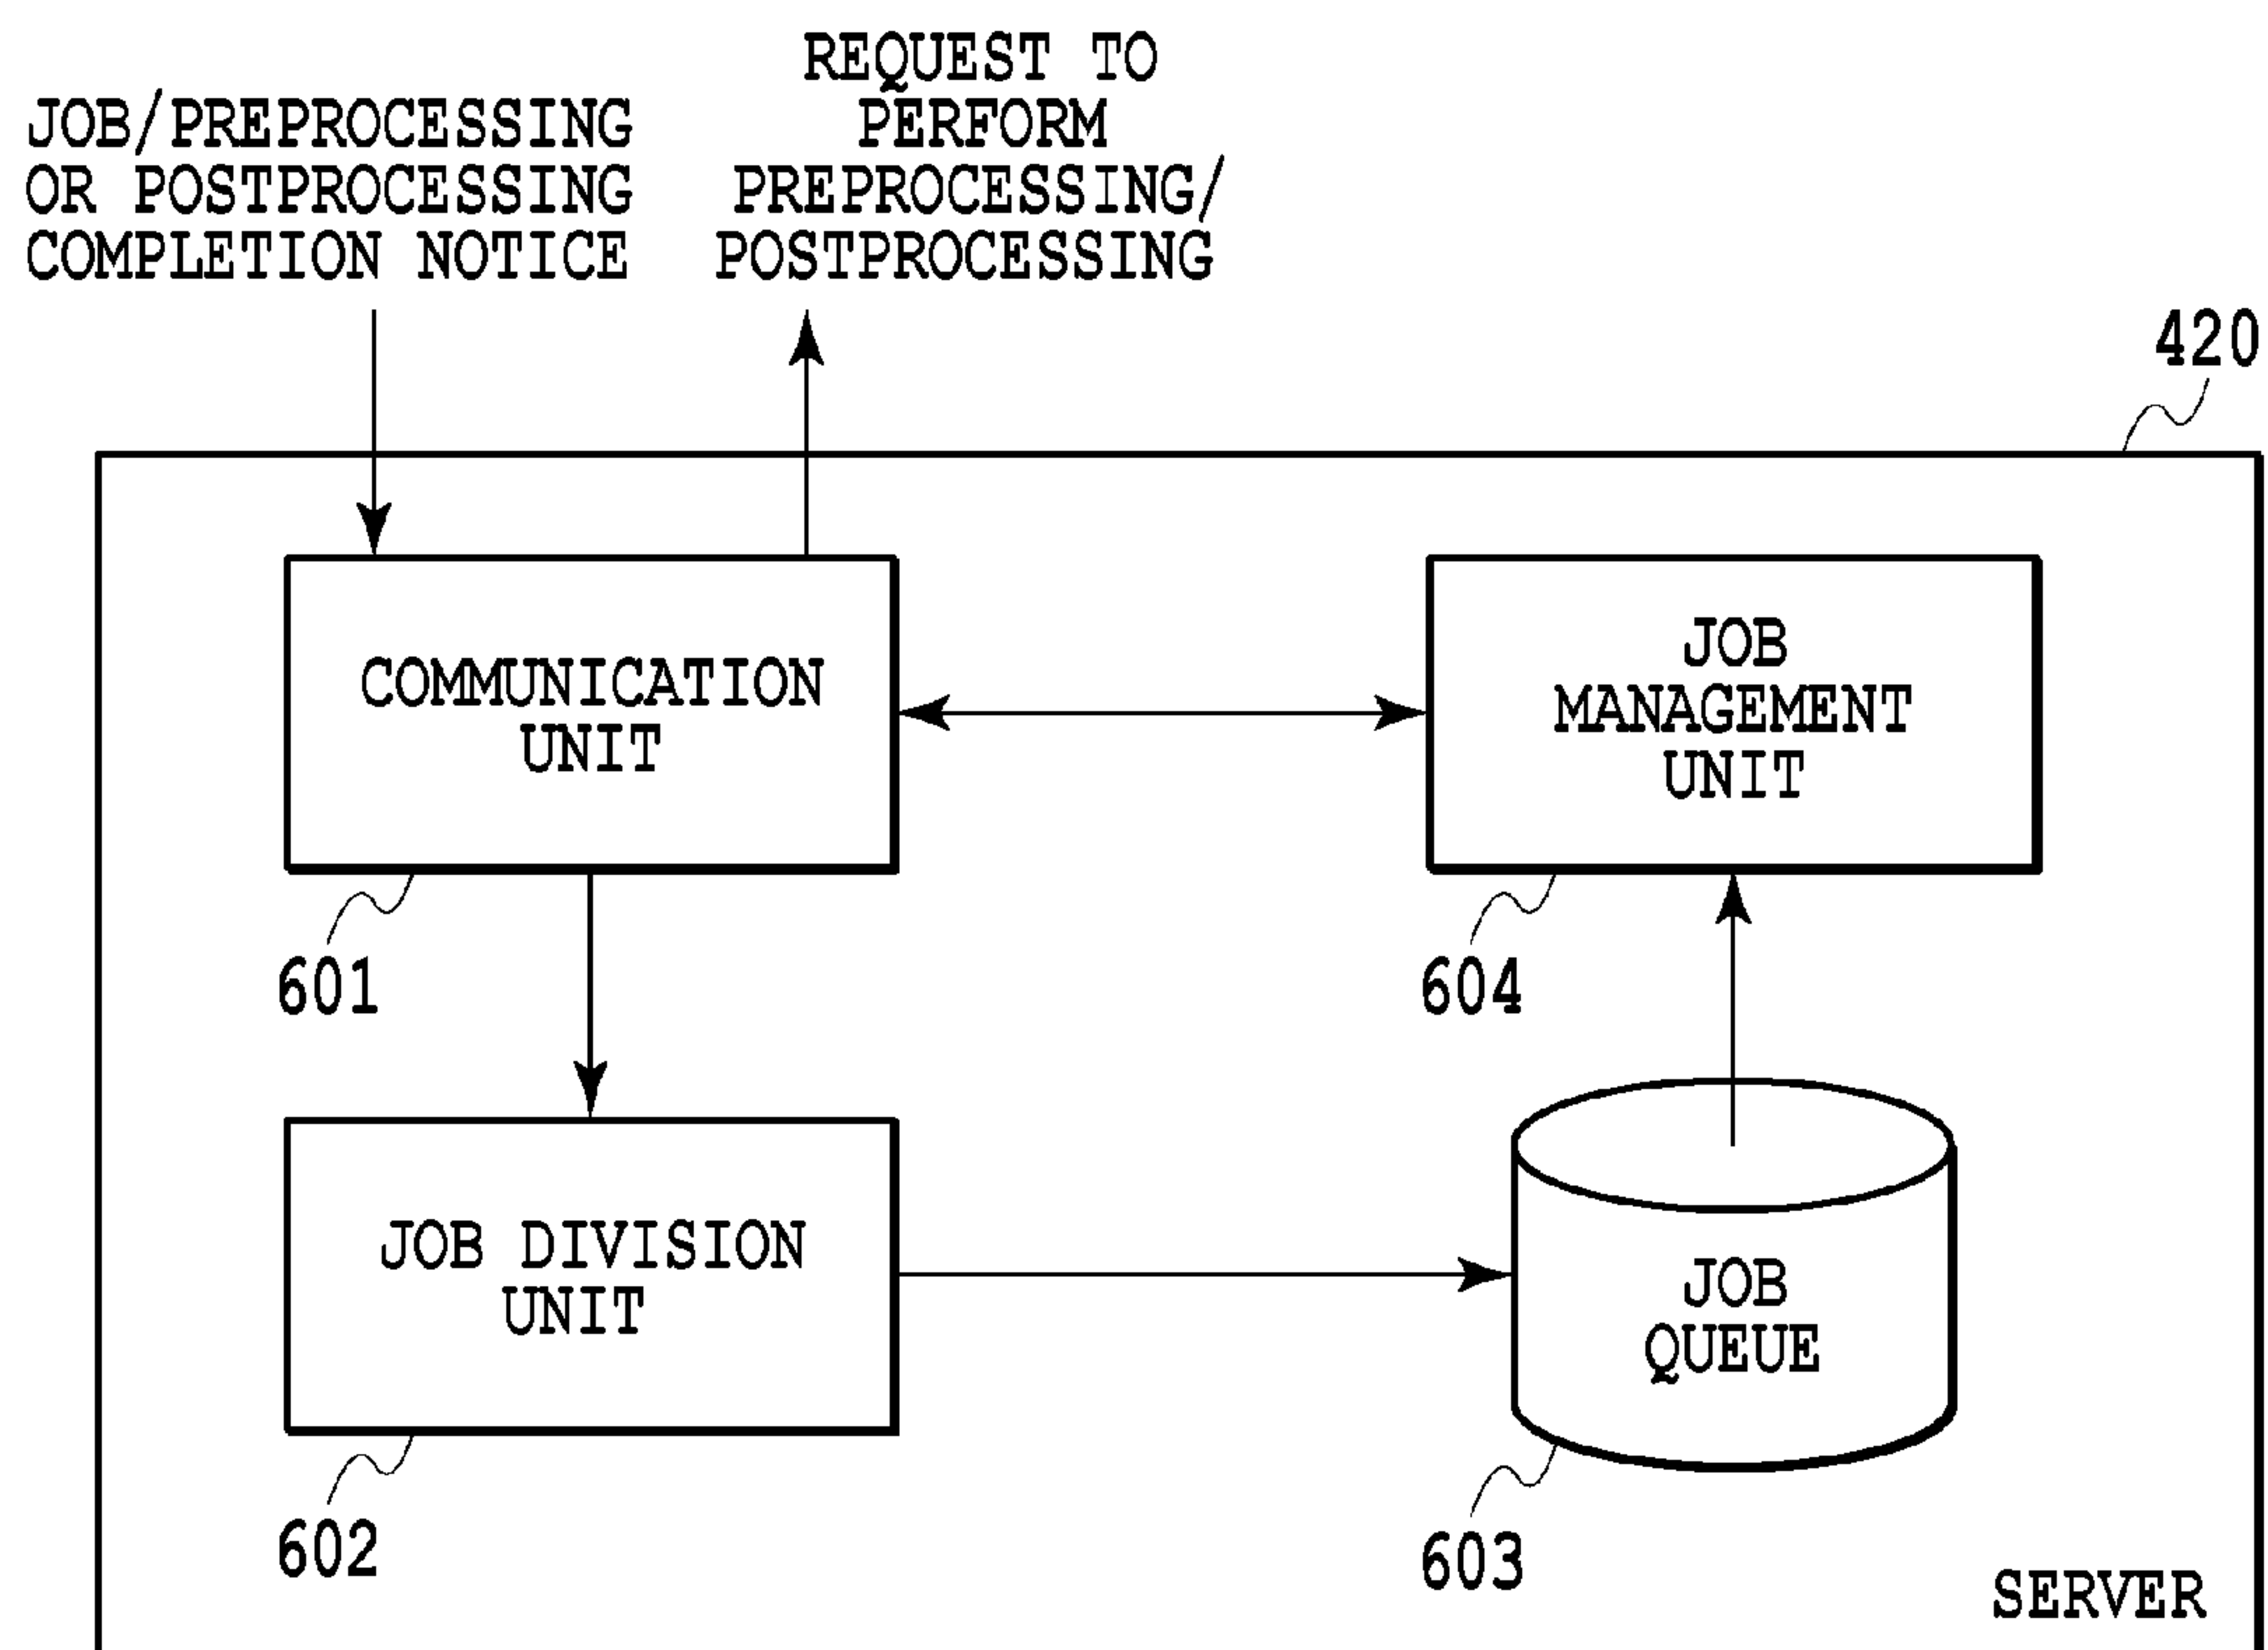 JOB/PREPROCESSING
OR POSTPROCESSING
COMPLETION NOTICE
REQUEST TO
PERFORM
PREPROCESSING/
POSTPROCESSING
420
COMMUNICATION
UNIT
601
JOB
MANAGEMENT
UNIT
604
JOB DIVISION
UNIT
602
JOB
QUEUE
603
SERVER